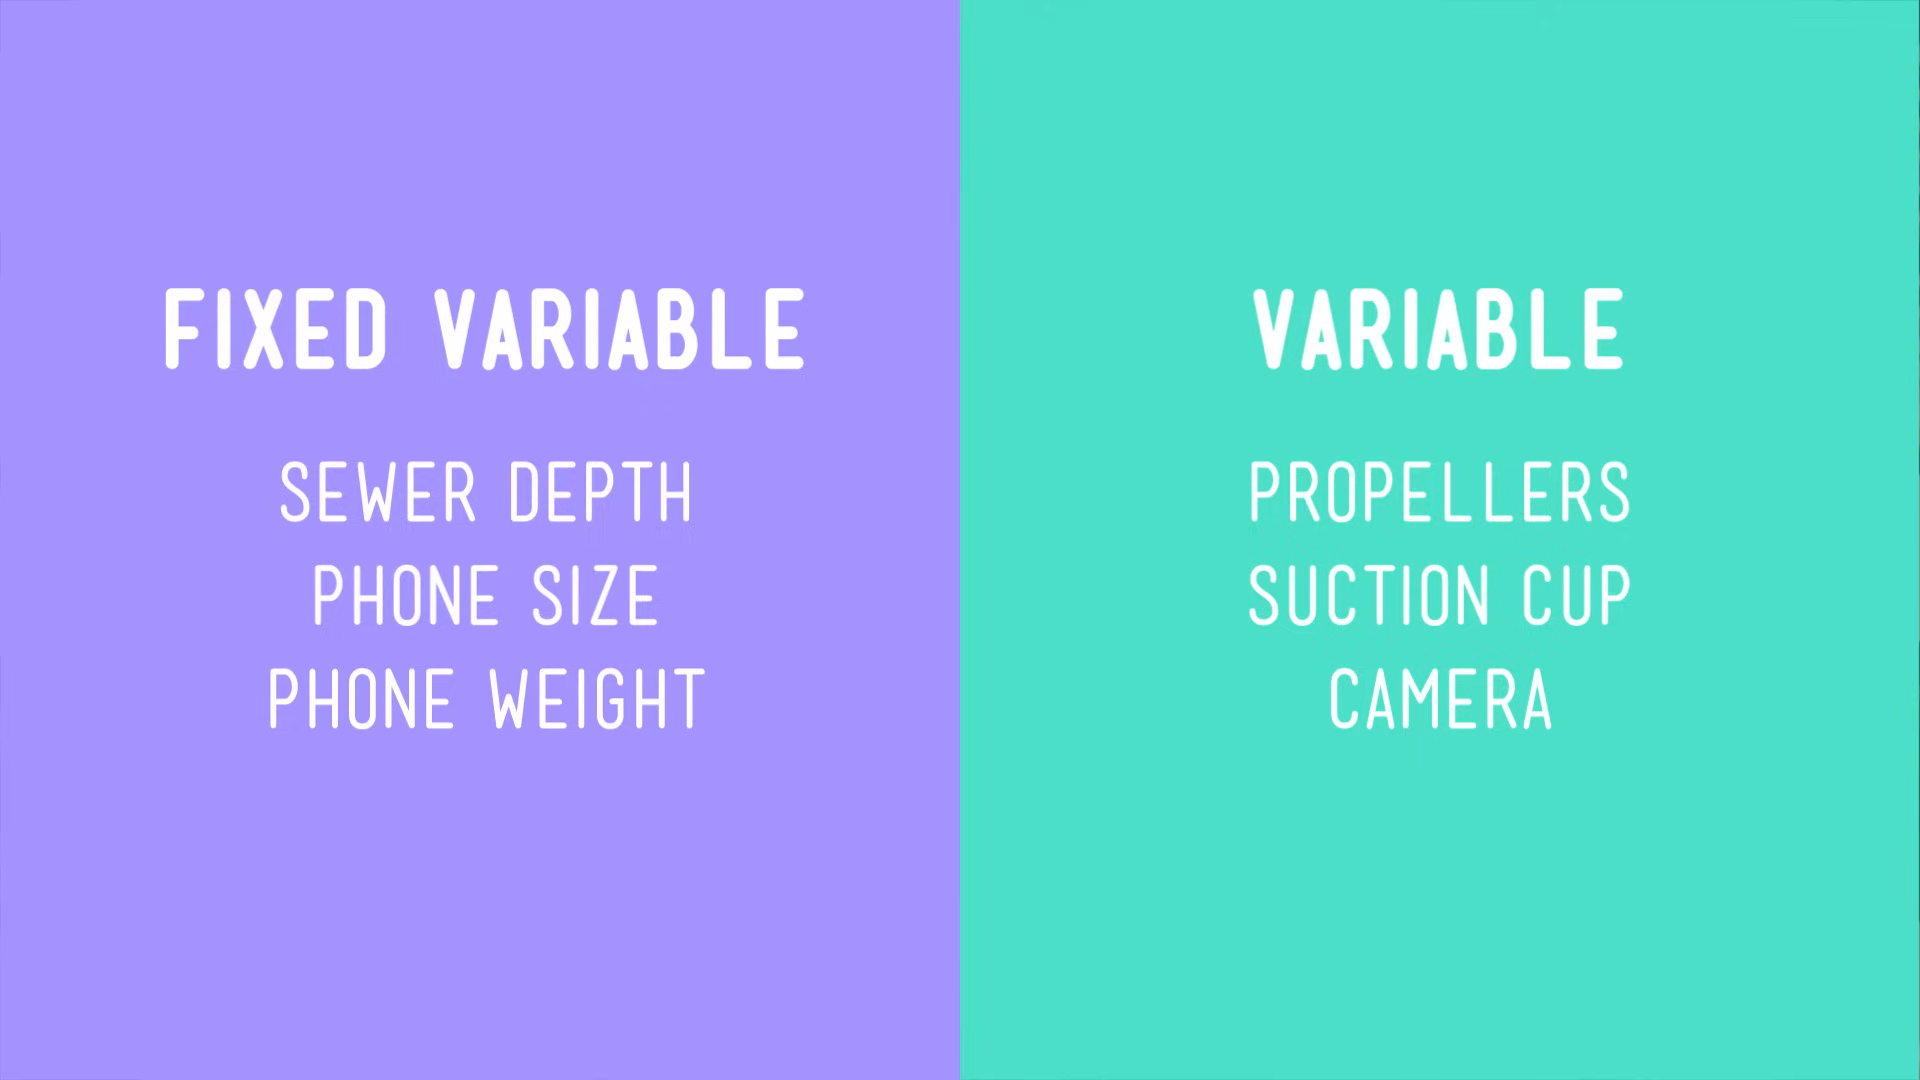 FIXED VARIABLE
SEWER DEPTH
PHONE SIZE
PHONE WEIGHT
VARIABLE
PROPELLERS
SUCTION CUP
CAMERA